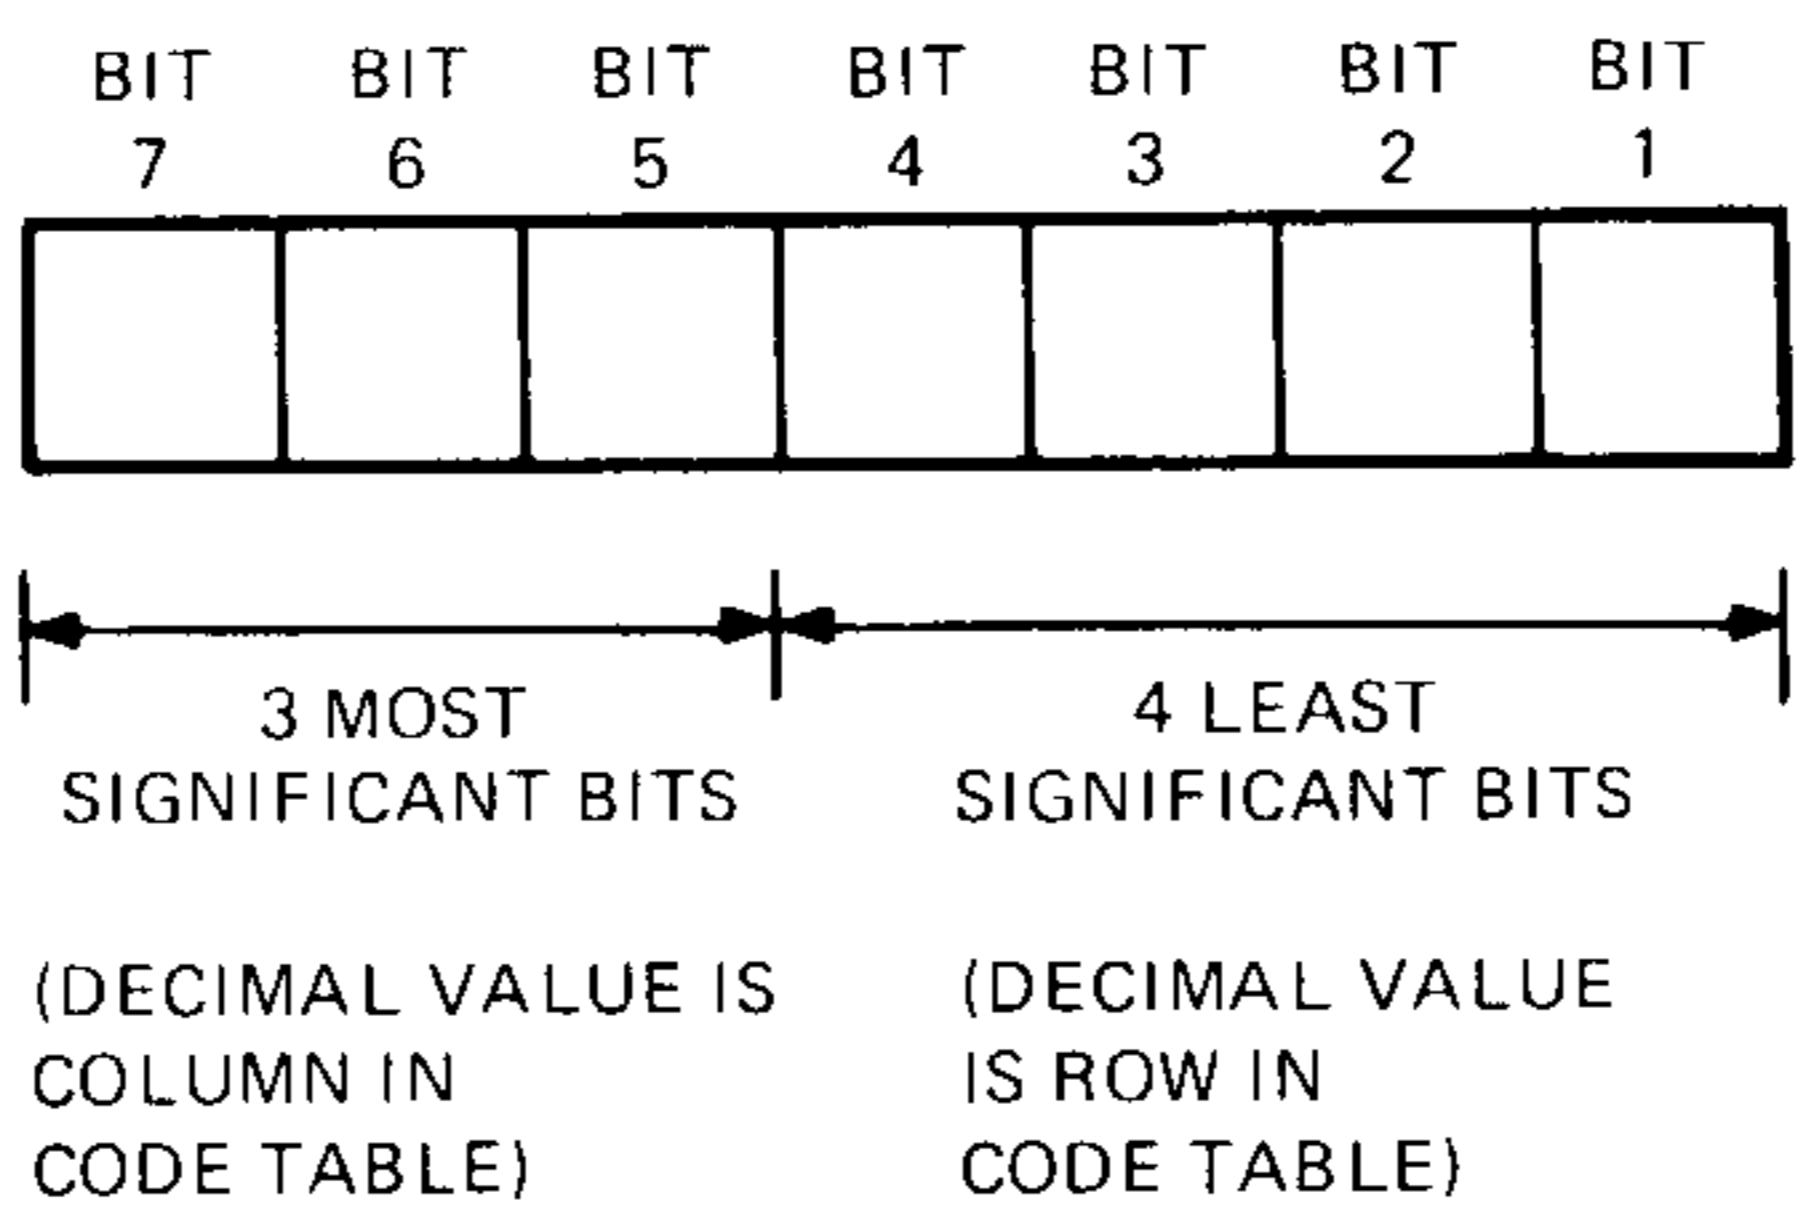 BIT BIT BIT BIT BIT BIT BIT
7 6 5 4 3 2 1
3 MOST
SIGNIFICANT BITS
4 LEAST
SIGNIFICANT BITS
(DECIMAL VALUE IS
COLUMN IN
CODE TABLE)
(DECIMAL VALUE
IS ROW IN
CODE TABLE)